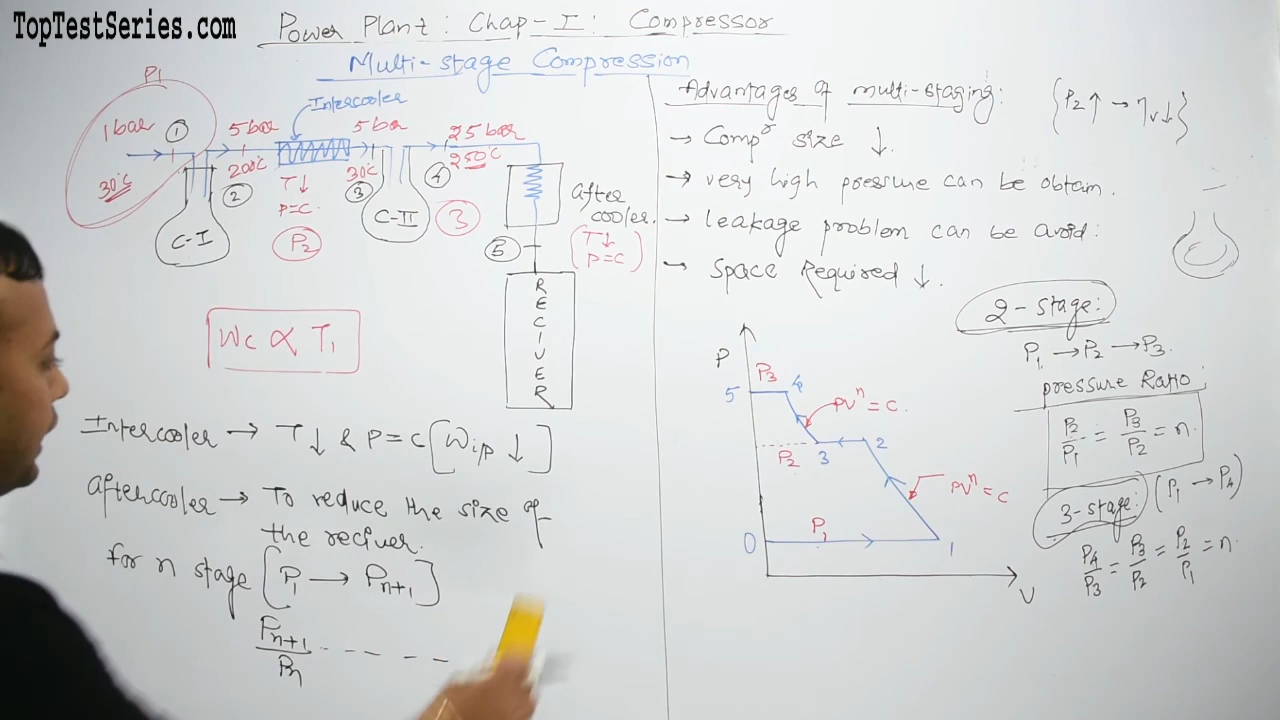 TopTestSeries.com
Power Plant : Chap-I : Compressor
Multi-stage Compression
P1
Intercooler
1 bar
1
5 bar
5 bar
25 bar
30°C
200°C
2
T↓
P=C
P2
30°C
3
250°C
4
C-I
C-II
3
after
cooler.
(T↓
P=C)
5
RECIVER
Wc ∝ T1
Intercooler → T↓ & P=C [Wi/p ↓]
aftercooler → To reduce the size of
the reciver.
for n stage [P1 → Pn+1]
Pn+1/Pn - - - - -
Advantages of multi-staging:
{P2↑ → ηv↓}
→ Compr size ↓.
→ very high pressure can be obtain.
→ leakage problem can be avoid:
→ Space Required ↓.
2-stage:
P1 → P2 → P3.
pressure Ratio:
P2/P1 = P3/P2 = n.
3-stage: (P1 → P4)
P4/P3 = P3/P2 = P2/P1 = n.
P
5
P3
4
PVn = C.
P2
3
2
PVn = C
0
P1
1
V